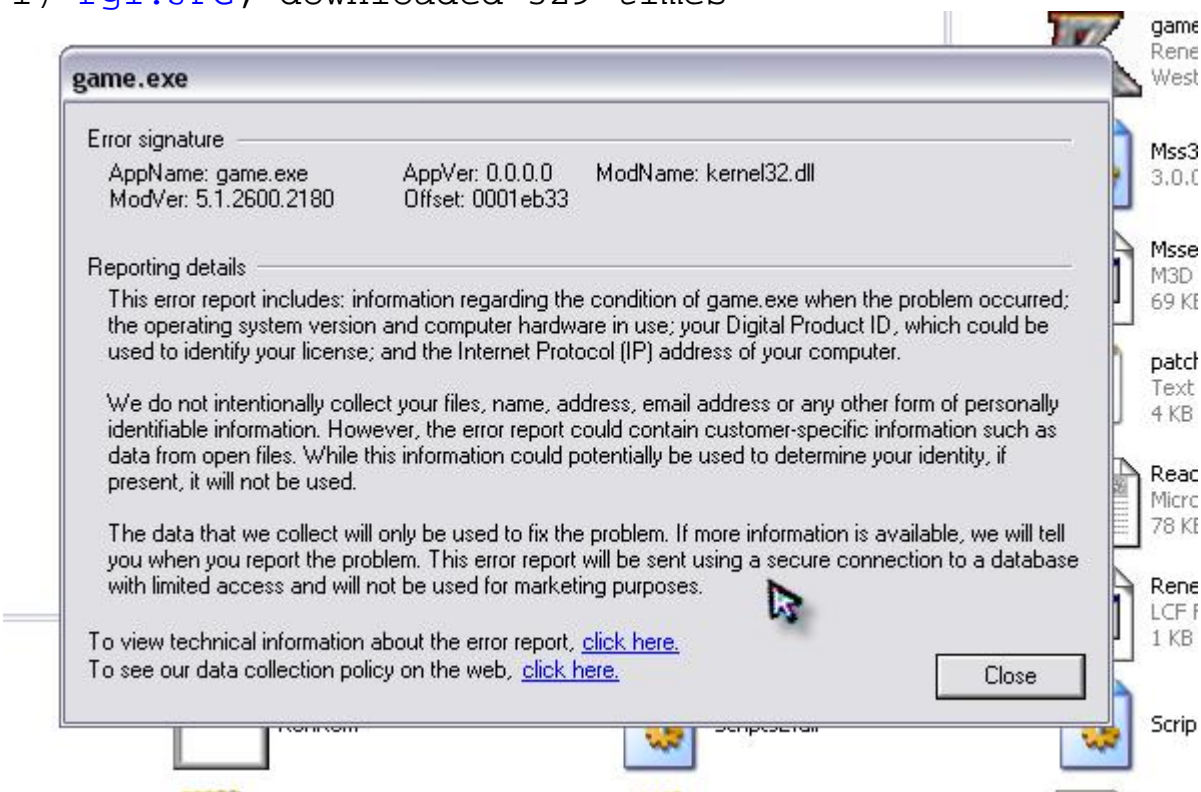 downloaded 529 times
game.exe
Error signature
AppName: game.exe AppVer: 0.0.0.0 ModName: kernel32.dll
ModVer: 5.1.2600.2180 Offset: 0001eb33
Reporting details
This error report includes: information regarding the condition of game.exe when the problem occurred;
the operating system version and computer hardware in use; your Digital Product ID, which could be
used to identify your license; and the Internet Protocol (IP) address of your computer.
We do not intentionally collect your files, name, address, email address or any other form of personally
identifiable information. However, the error report could contain customer-specific information such as
data from open files. While this information could potentially be used to determine your identity, if
present, it will not be used.
The data that we collect will only be used to fix the problem. If more information is available, we will tell
you when you report the problem. This error report will be sent using a secure connection to a database
with limited access and will not be used for marketing purposes.
To view technical information about the error report, click here.
To see our data collection policy on the web, click here.
Close
game
Rene
West
Mss3
3.0.0
Msse
M3D
69 KB
patch
Text
4 KB
Read
Micro
78 KB
Rene
LCF F
1 KB
Scrip